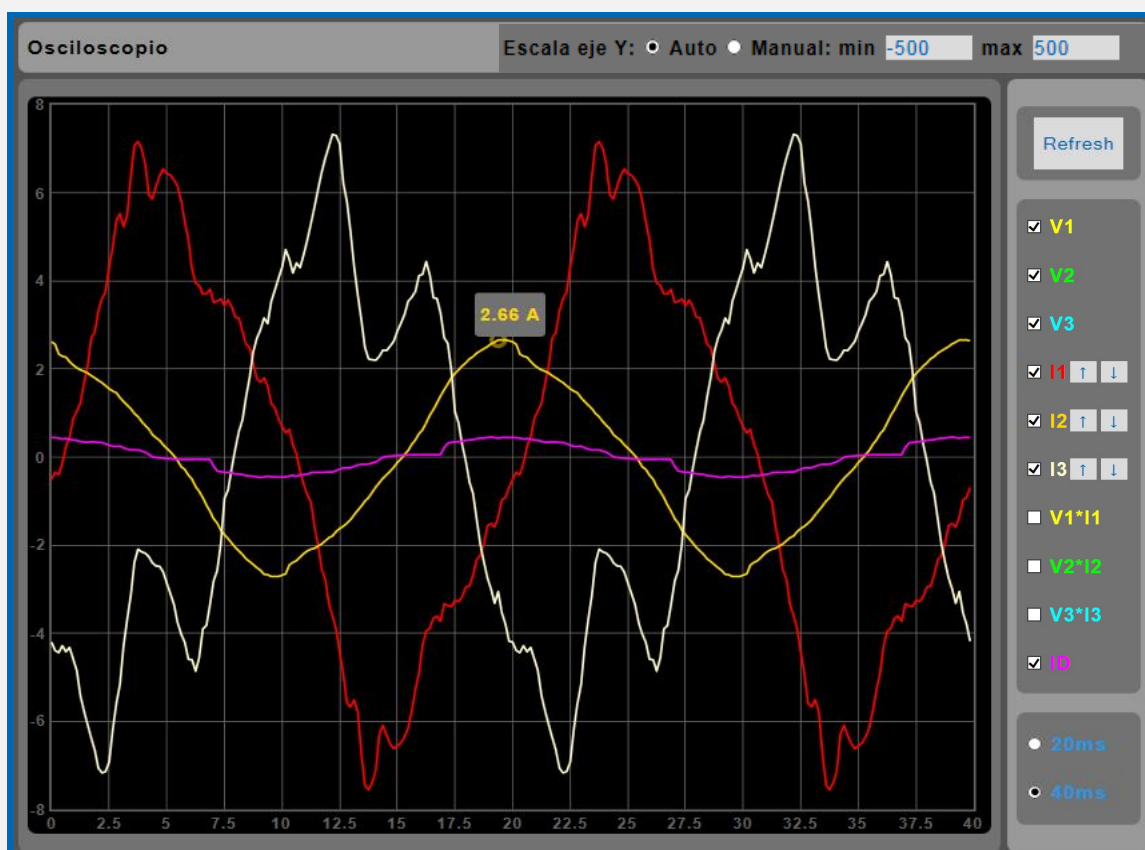 Osciloscopio
Escala eje Y: Auto Manual: min -500 max 500
8
6
4
2
0
-2
-4
-6
-8
2.66 A
0 2.5 5 7.5 10 12.5 15 17.5 20 22.5 25 27.5 30 32.5 35 37.5 40
Refresh
V1
V2
V3
I1 ↑ ↓
I2 ↑ ↓
I3 ↑ ↓
V1*I1
V2*I2
V3*I3
ID
20ms
40ms